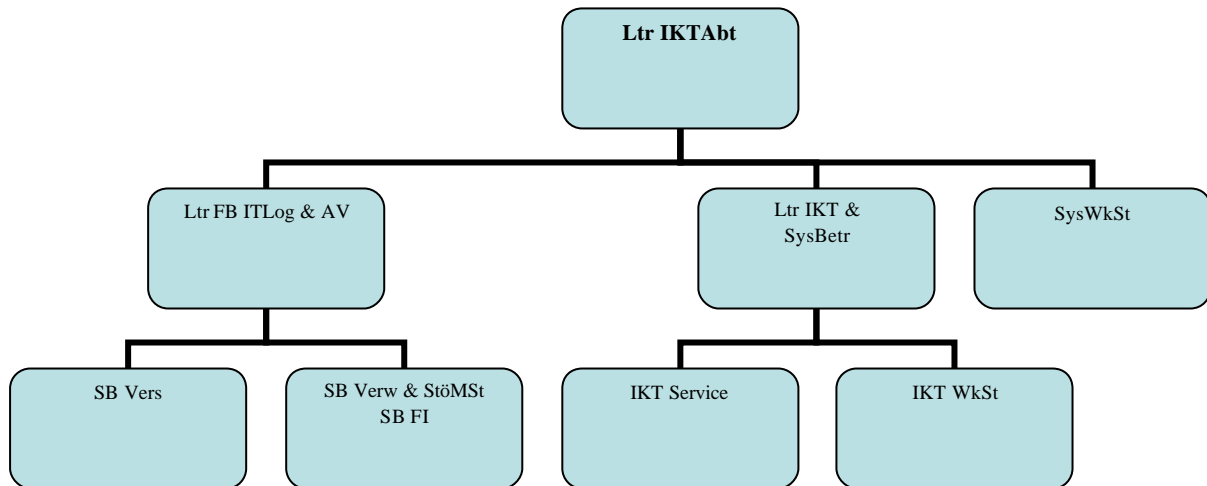 Ltr IKTAbt
Ltr FB ITLog & AV
Ltr IKT &
SysBetr
SysWkSt
SB Vers
SB Verw & StöMSt
SB FI
IKT Service
IKT WkSt